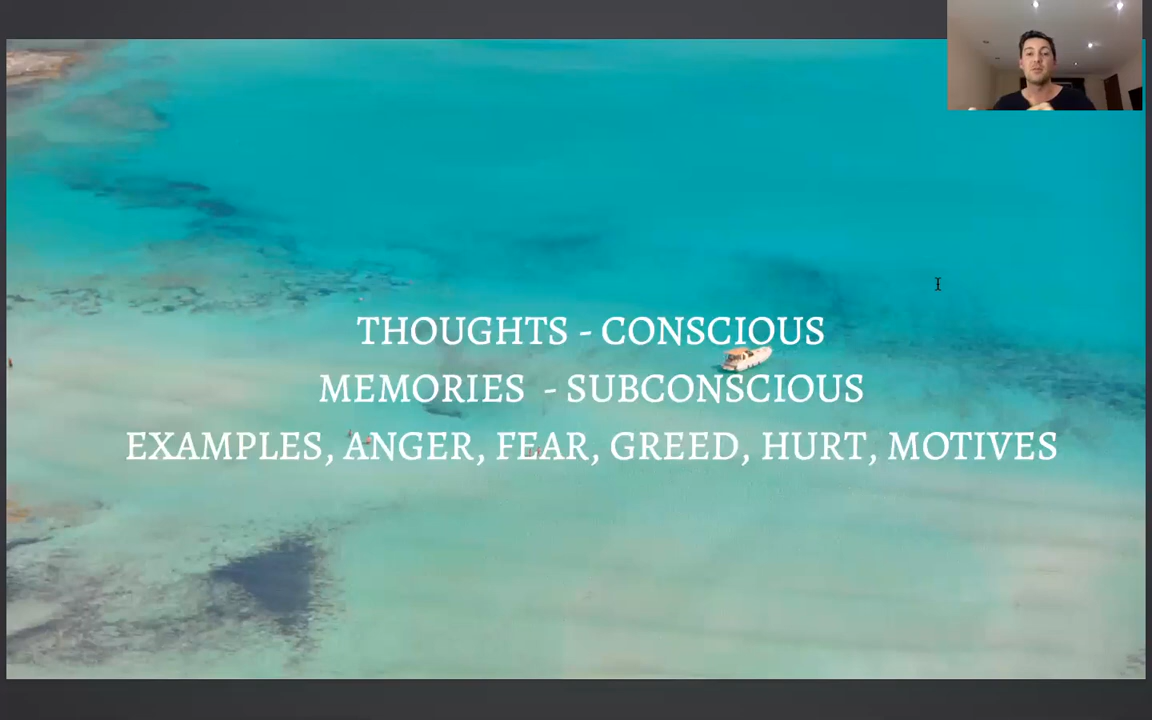 THOUGHTS - CONSCIOUS
MEMORIES - SUBCONSCIOUS
EXAMPLES, ANGER, FEAR, GREED, HURT, MOTIVES